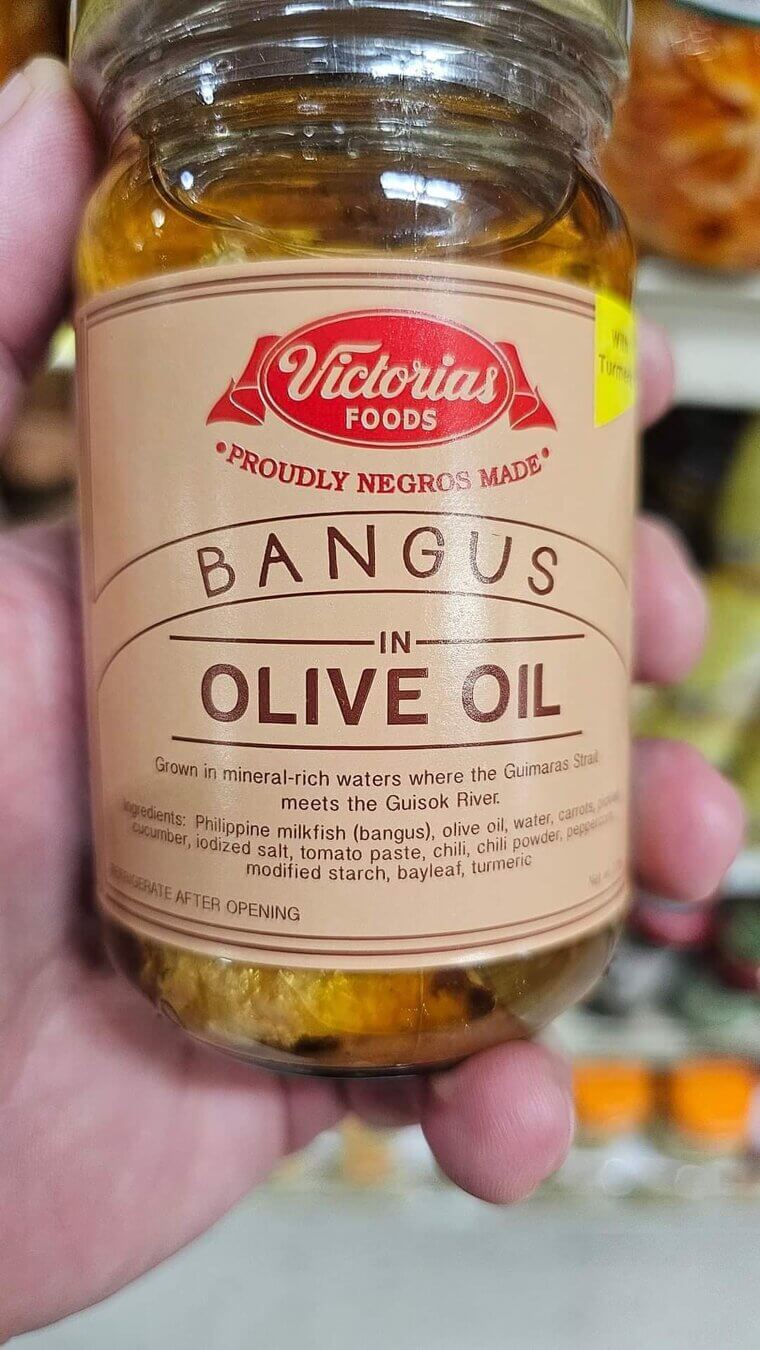 Victorias
FOODS
•PROUDLY NEGROS MADE•
With
BANGUS
IN
OLIVE OIL
Grown in mineral-rich waters where the Guimaras Strait
meets the Guisok River.
Ingredients: Philippine milkfish (bangus), olive oil, water, carrots,
cucumber, iodized salt, tomato paste, chili, chili powder,
modified starch, bayleaf, turmeric
REFRIGERATE AFTER OPENING